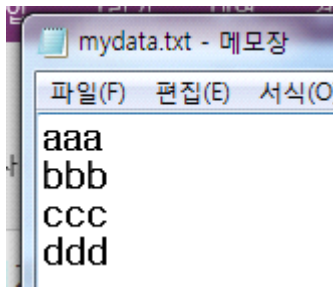 mydata.txt - 메모장
파일(F) 편집(E) 서식(O
aaa
bbb
ccc
ddd